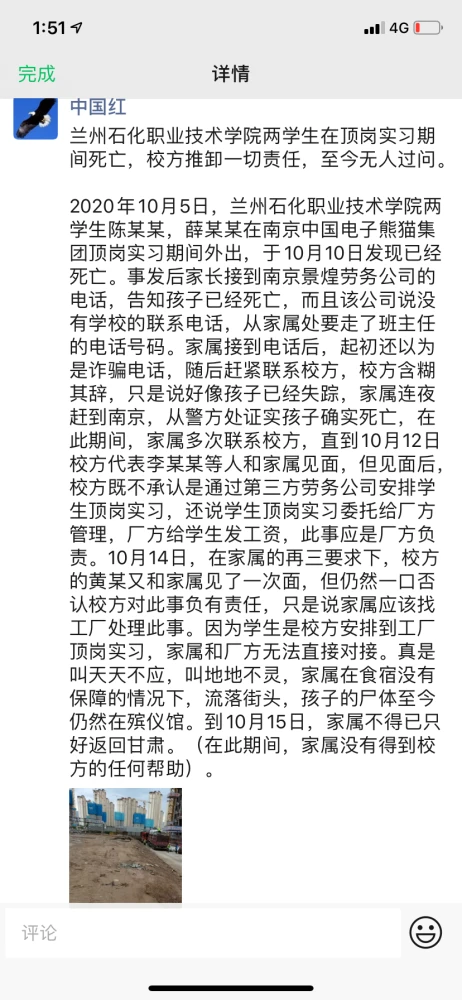 1:51
4G
完成
详情
中国红
兰州石化职业技术学院两学生在顶岗实习期
间死亡，校方推卸一切责任，至今无人过问。
2020年10月5日，兰州石化职业技术学院两
学生陈某某，薛某某在南京中国电子熊猫集
团顶岗实习期间外出，于10月10日发现已经
死亡。事发后家长接到南京景煌劳务公司的
电话，告知孩子已经死亡，而且该公司说没
有学校的联系电话，从家属处要走了班主任
的电话号码。家属接到电话后，起初还以为
是诈骗电话，随后赶紧联系校方，校方含糊
其辞，只是说好像孩子已经失踪，家属连夜
赶到南京，从警方处证实孩子确实死亡，在
此期间，家属多次联系校方，直到10月12日
校方代表李某某等人和家属见面，但见面后，
校方既不承认是通过第三方劳务公司安排学
生顶岗实习，还说学生顶岗实习委托给厂方
管理，厂方给学生发工资，此事应是厂方负
责。10月14日，在家属的再三要求下，校方
的黄某又和家属见了一次面，但仍然一口否
认校方对此事负有责任，只是说家属应该找
工厂处理此事。因为学生是校方安排到工厂
顶岗实习，家属和厂方无法直接对接。真是
叫天天不应，叫地地不灵，家属在食宿没有
保障的情况下，流落街头，孩子的尸体至今
仍然在殡仪馆。到10月15日，家属不得已只
好返回甘肃。（在此期间，家属没有得到校
方的任何帮助）。
评论